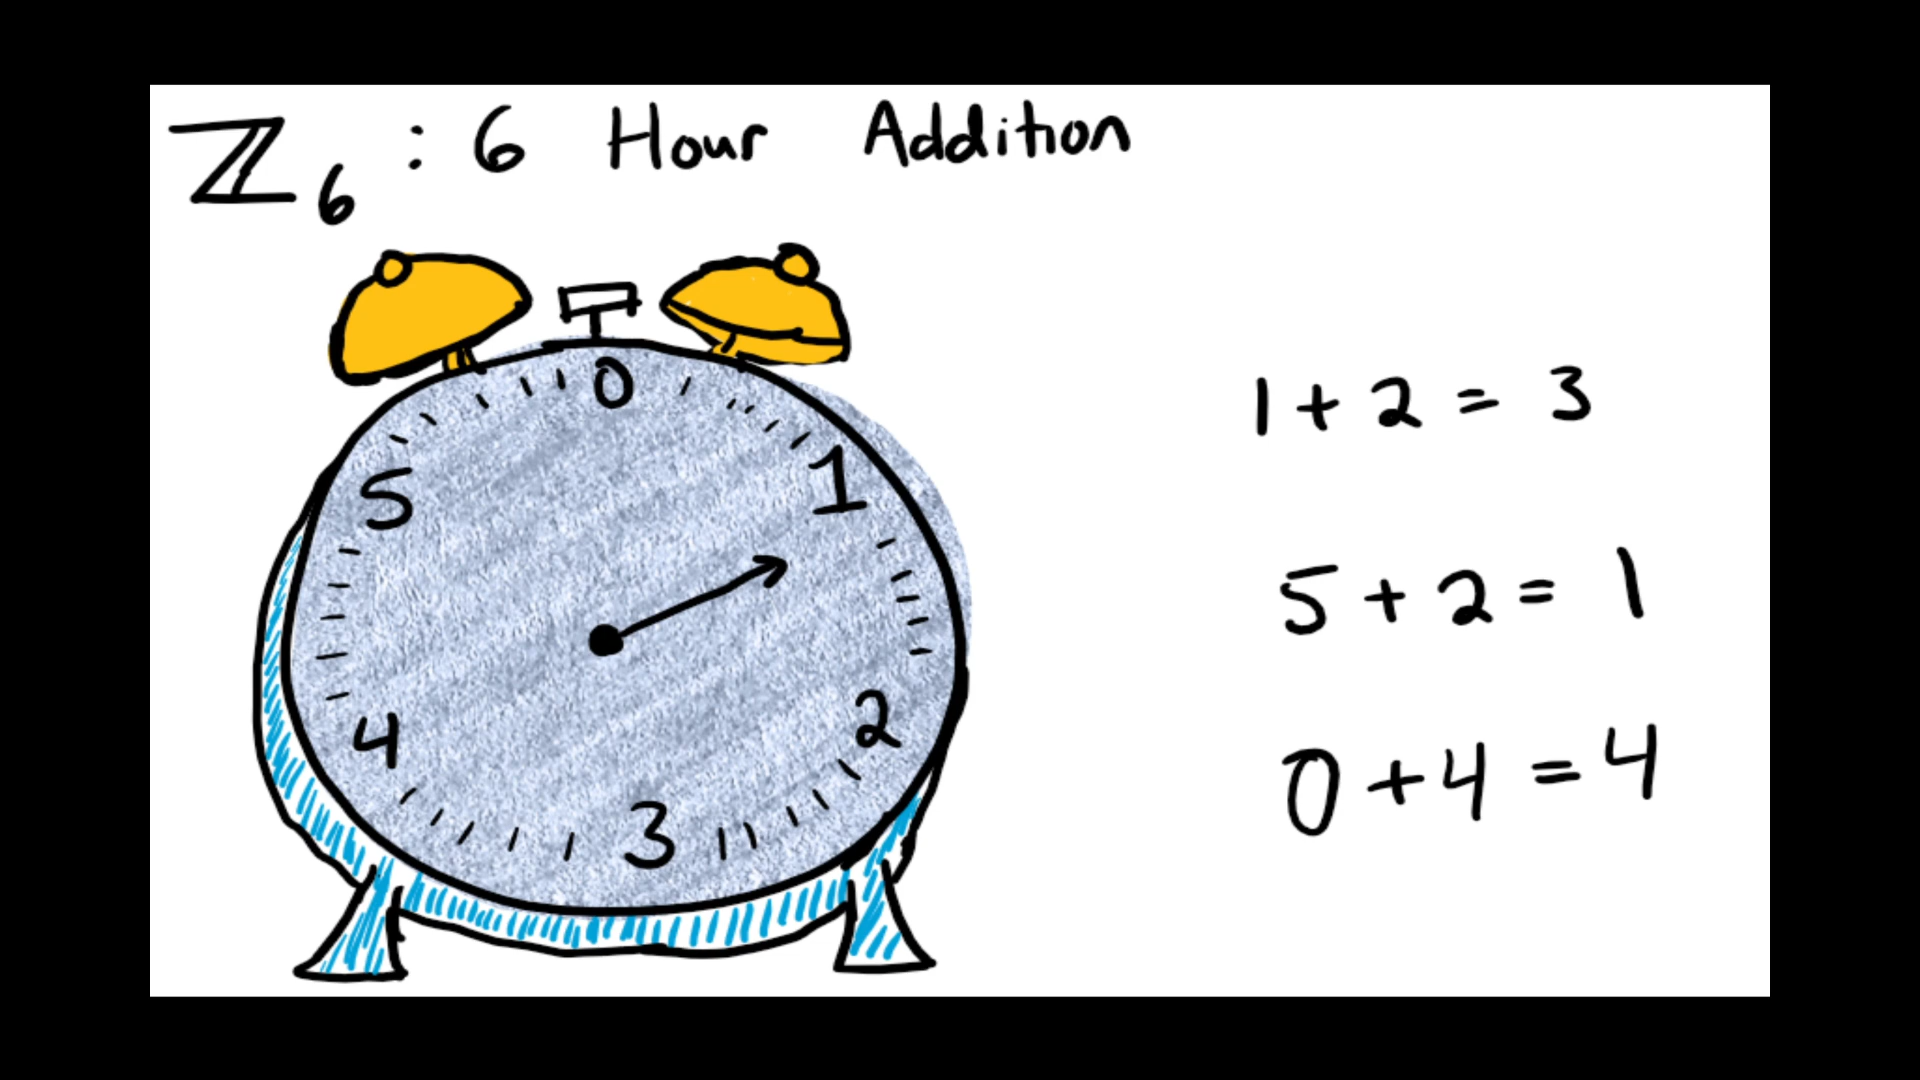 ℤ₆ : 6 Hour Addition
0
1
2
3
4
5
1 + 2 = 3
5 + 2 = 1
0 + 4 = 4